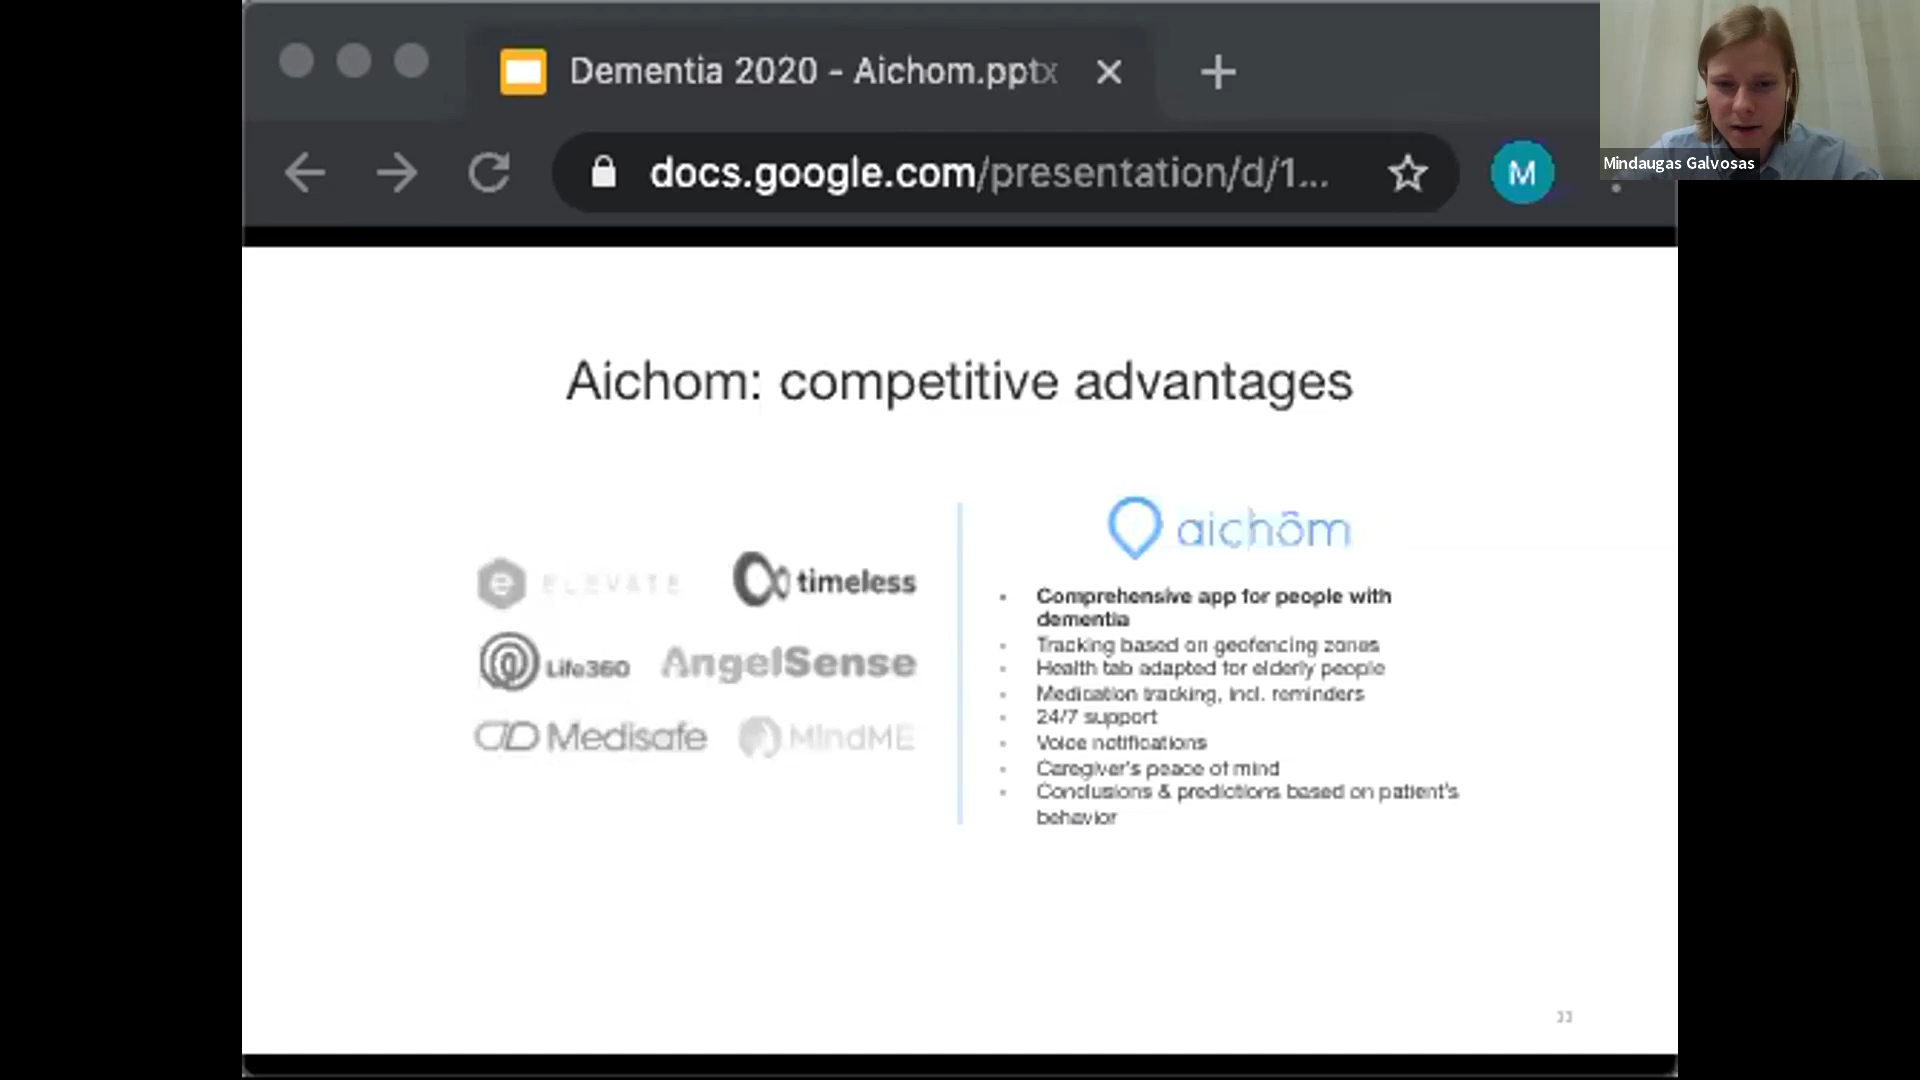 Dementia 2020 - Aichom.pptx
docs.google.com/presentation/d/1...
M
Mindaugas Galvosas
Aichom: competitive advantages
e ELEVATE
timeless
Life360
AngelSense
Medisafe
MindME
aichôm
• Comprehensive app for people with
dementia
• Tracking based on geofencing zones
• Health tab adapted for elderly people
• Medication tracking, incl. reminders
• 24/7 support
• Voice notifications
• Caregiver's peace of mind
• Conclusions & predictions based on patient's
behavior